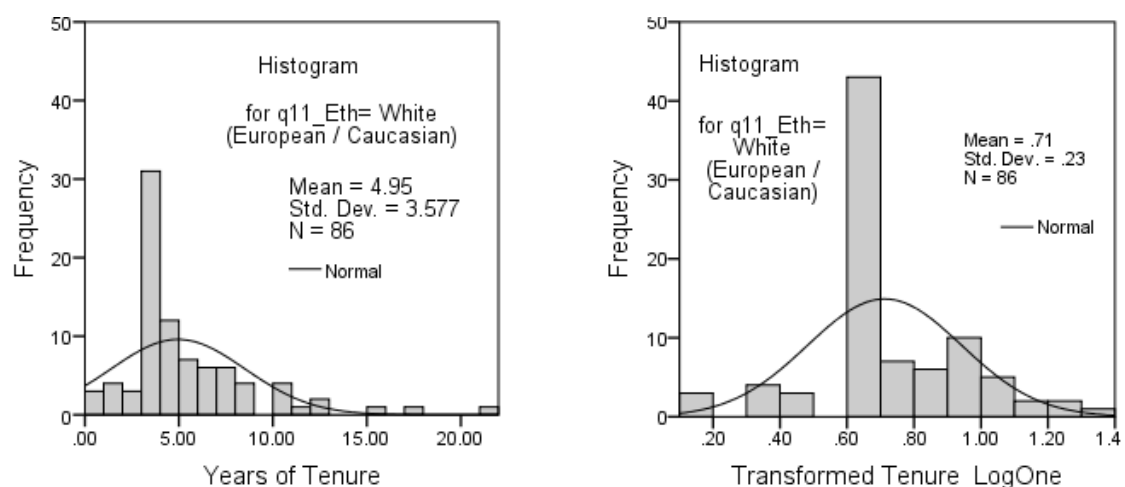 50
40
30
20
10
0
Frequency
Histogram
for q11_Eth= White
(European / Caucasian)
Mean = 4.95
Std. Dev. = 3.577
N = 86
Normal
.00 5.00 10.00 15.00 20.00
Years of Tenure
50
40
30
20
10
0
Frequency
Histogram
for q11_Eth=
White
(European /
Caucasian)
Mean = .71
Std. Dev. = .23
N = 86
Normal
.20 .40 .60 .80 1.00 1.20 1.4
Transformed Tenure_LogOne